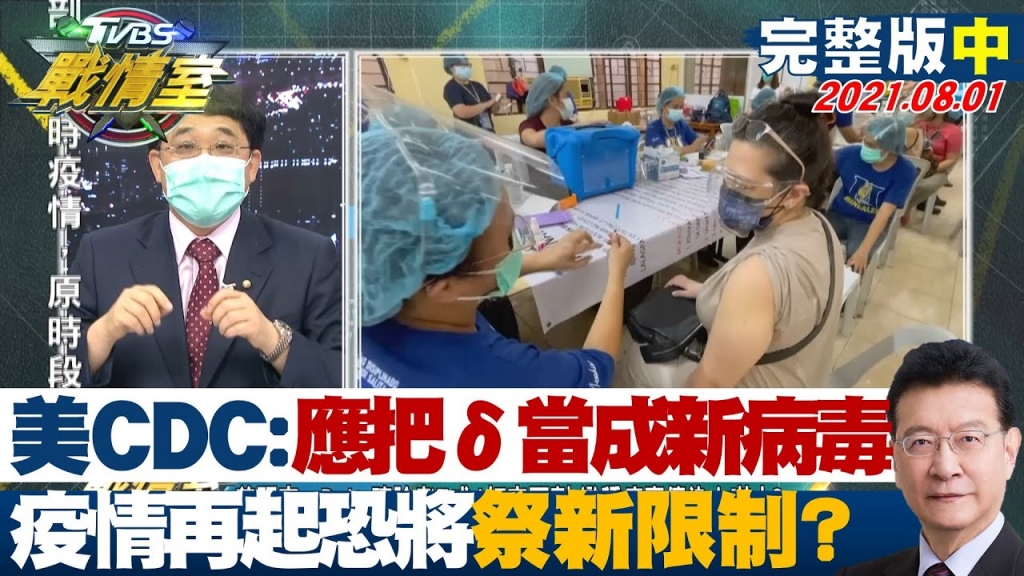 TVBS
戰情室
完整版中
2021.08.01
時疫情
原時段
美CDC:應把δ當成新病毒
疫情再起恐將祭新限制?